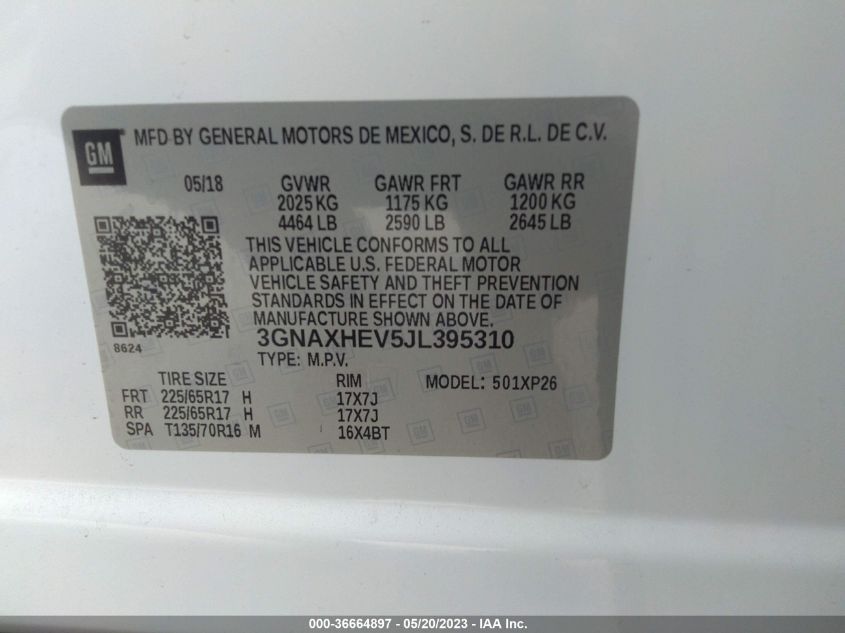 GM MFD BY GENERAL MOTORS DE MEXICO, S. DE R.L. DE C.V.
05/18 GVWR GAWR FRT GAWR RR
2025 KG 1175 KG 1200 KG
4464 LB 2590 LB 2645 LB
THIS VEHICLE CONFORMS TO ALL
APPLICABLE U.S. FEDERAL MOTOR
VEHICLE SAFETY AND THEFT PREVENTION
STANDARDS IN EFFECT ON THE DATE OF
MANUFACTURE SHOWN ABOVE.
8624 3GNAXHEV5JL395310
TYPE: M.P.V.
TIRE SIZE RIM MODEL: 501XP26
FRT 225/65R17 H 17X7J
RR 225/65R17 H 17X7J
SPA T135/70R16 M 16X4BT
000-36664897 - 05/20/2023 - IAA Inc.